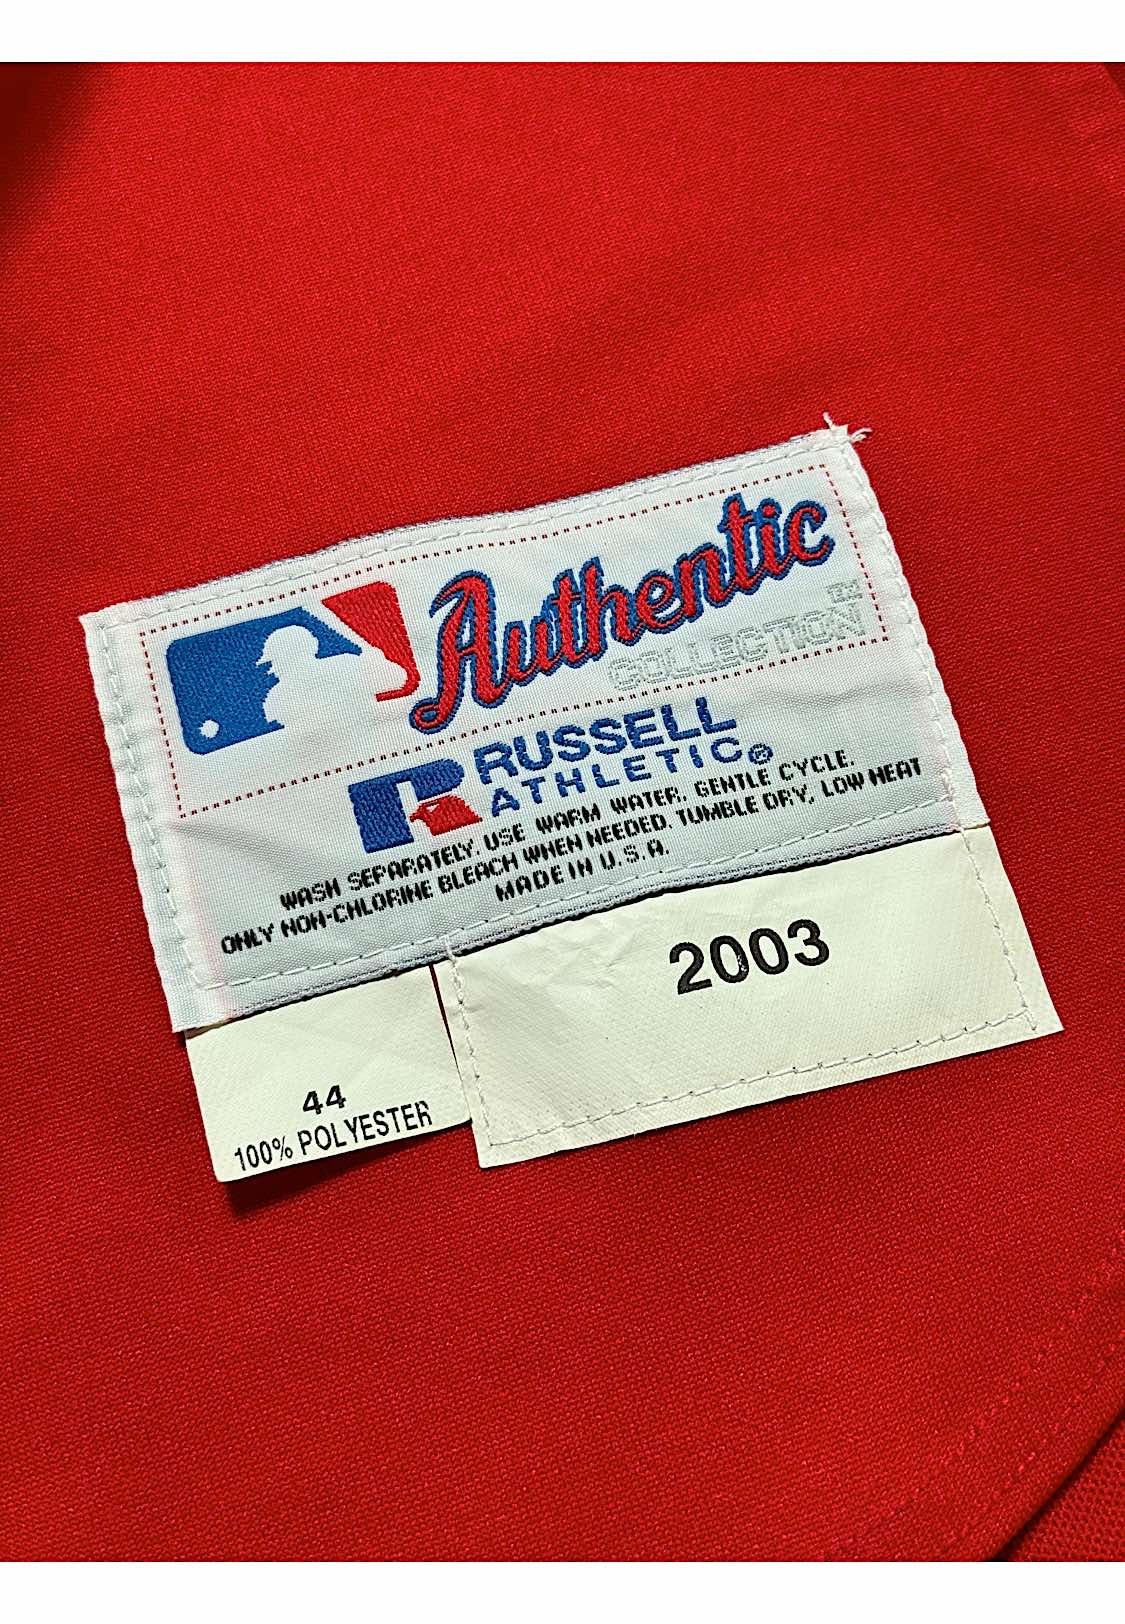 Authentic
COLLECTION™
RUSSELL
ATHLETIC®
WASH SEPARATELY. USE WARM WATER. GENTLE CYCLE.
ONLY NON-CHLORINE BLEACH WHEN NEEDED. TUMBLE DRY, LOW HEAT
MADE IN U.S.A.
2003
44
100% POLYESTER